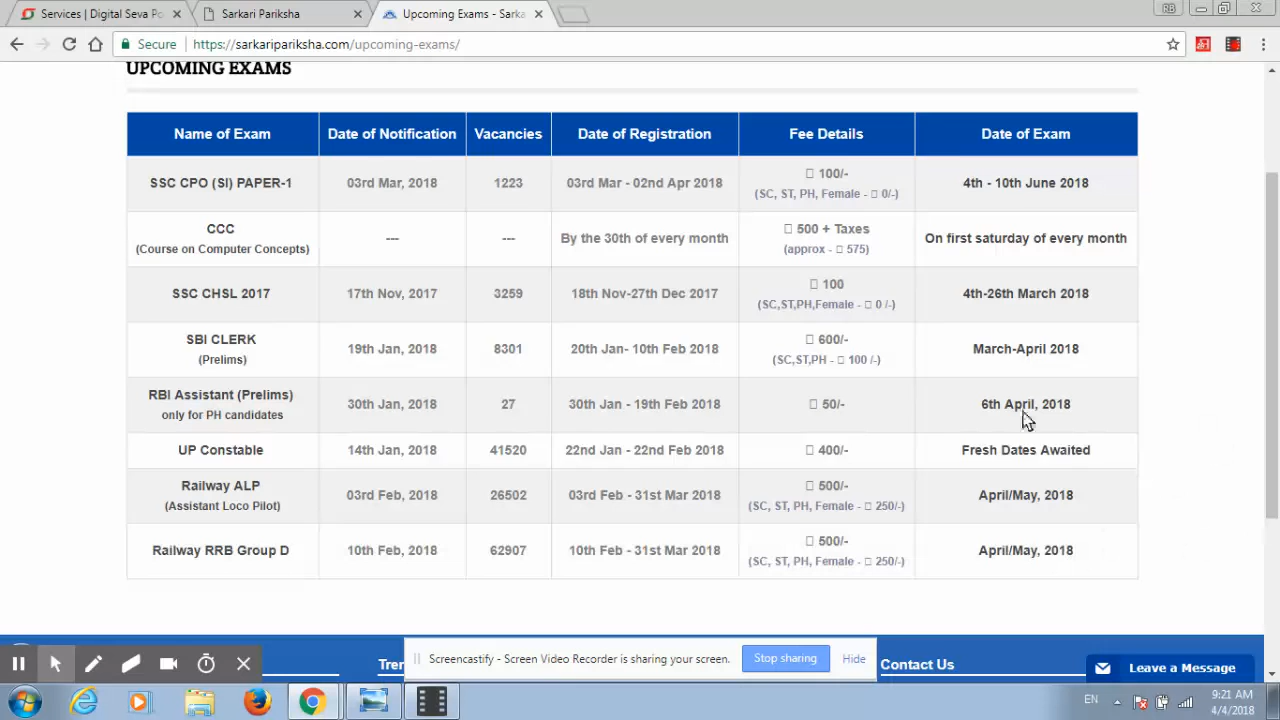 Services | Digital Seva Po
Sarkari Pariksha
Upcoming Exams - Sarka
RB
Secure
https://sarkaripariksha.com/upcoming-exams/
UPCOMING EXAMS
Name of Exam
Date of Notification
Vacancies
Date of Registration
Fee Details
Date of Exam
SSC CPO (SI) PAPER-1
03rd Mar, 2018
1223
03rd Mar - 02nd Apr 2018
100/-
(SC, ST, PH, Female - 0/-)
4th - 10th June 2018
CCC
(Course on Computer Concepts)
---
---
By the 30th of every month
500 + Taxes
(approx - 575)
On first saturday of every month
SSC CHSL 2017
17th Nov, 2017
3259
18th Nov-27th Dec 2017
100
(SC,ST,PH,Female - 0 /-)
4th-26th March 2018
SBI CLERK
(Prelims)
19th Jan, 2018
8301
20th Jan- 10th Feb 2018
600/-
(SC,ST,PH - 100 /-)
March-April 2018
RBI Assistant (Prelims)
only for PH candidates
30th Jan, 2018
27
30th Jan - 19th Feb 2018
50/-
6th April, 2018
UP Constable
14th Jan, 2018
41520
22nd Jan - 22nd Feb 2018
400/-
Fresh Dates Awaited
Railway ALP
(Assistant Loco Pilot)
03rd Feb, 2018
26502
03rd Feb - 31st Mar 2018
500/-
(SC, ST, PH, Female - 250/-)
April/May, 2018
Railway RRB Group D
10th Feb, 2018
62907
10th Feb - 31st Mar 2018
500/-
(SC, ST, PH, Female - 250/-)
April/May, 2018
Screencastify - Screen Video Recorder is sharing your screen.
Stop sharing
Hide
Contact Us
Leave a Message
EN
9:21 AM
4/4/2018